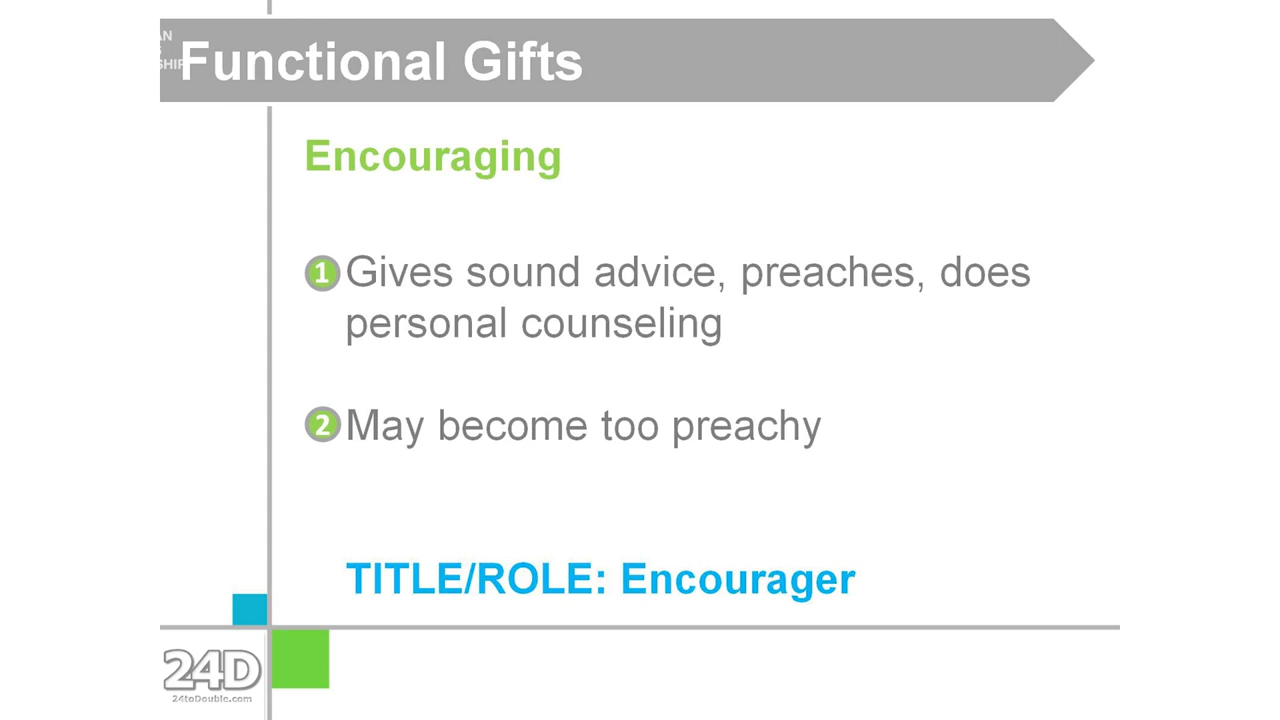 Functional Gifts
Encouraging
1 Gives sound advice, preaches, does
personal counseling
2 May become too preachy
TITLE/ROLE: Encourager
24D
24toDouble.com